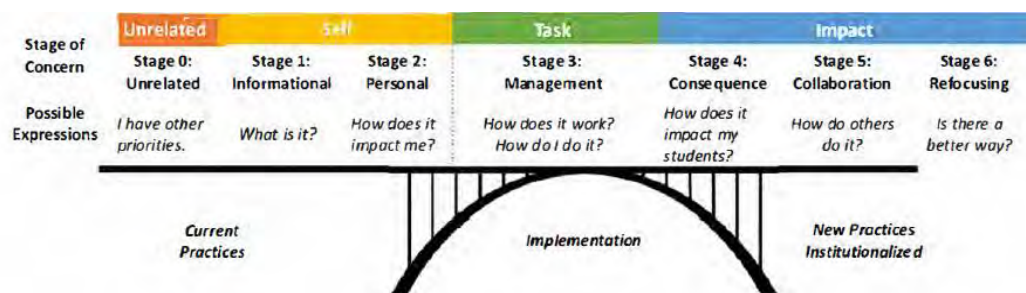 Unrelated Self Task Impact
Stage of
Concern
Stage 0:
Unrelated
Stage 1:
Informational
Stage 2:
Personal
Stage 3:
Management
Stage 4:
Consequence
Stage 5:
Collaboration
Stage 6:
Refocusing
Possible
Expressions
I have other
priorities.
What is it?
How does it
impact me?
How does it work?
How do I do it?
How does it
impact my
students?
How do others
do it?
Is there a
better way?
Current
Practices
Implementation
New Practices
Institutionalized